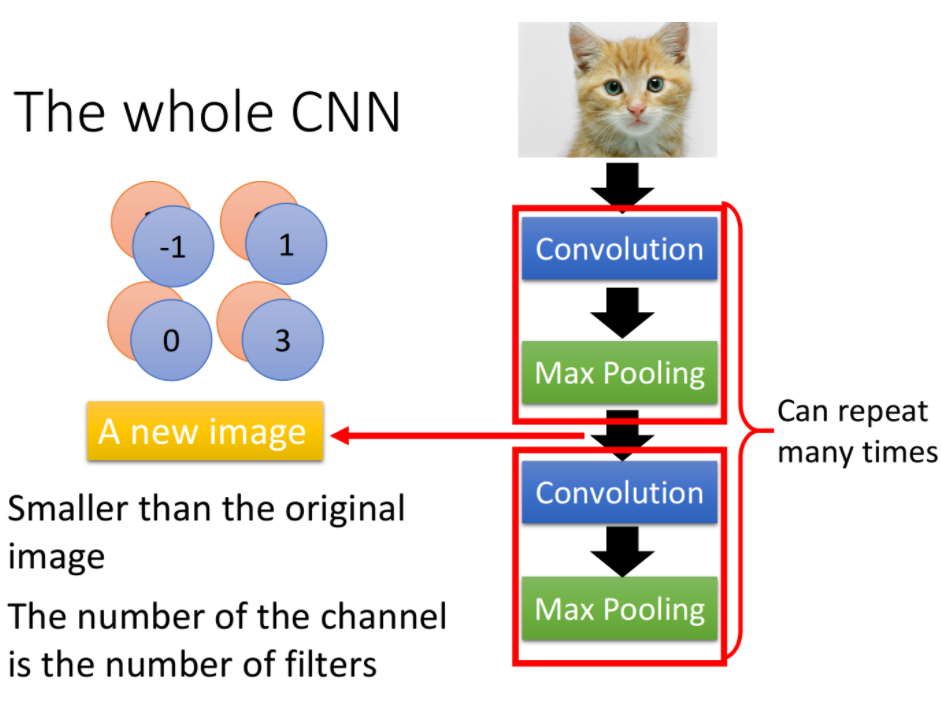 The whole CNN
-1
1
0
3
A new image
Smaller than the original
image
The number of the channel
is the number of filters
Convolution
Max Pooling
Convolution
Max Pooling
Can repeat
many times